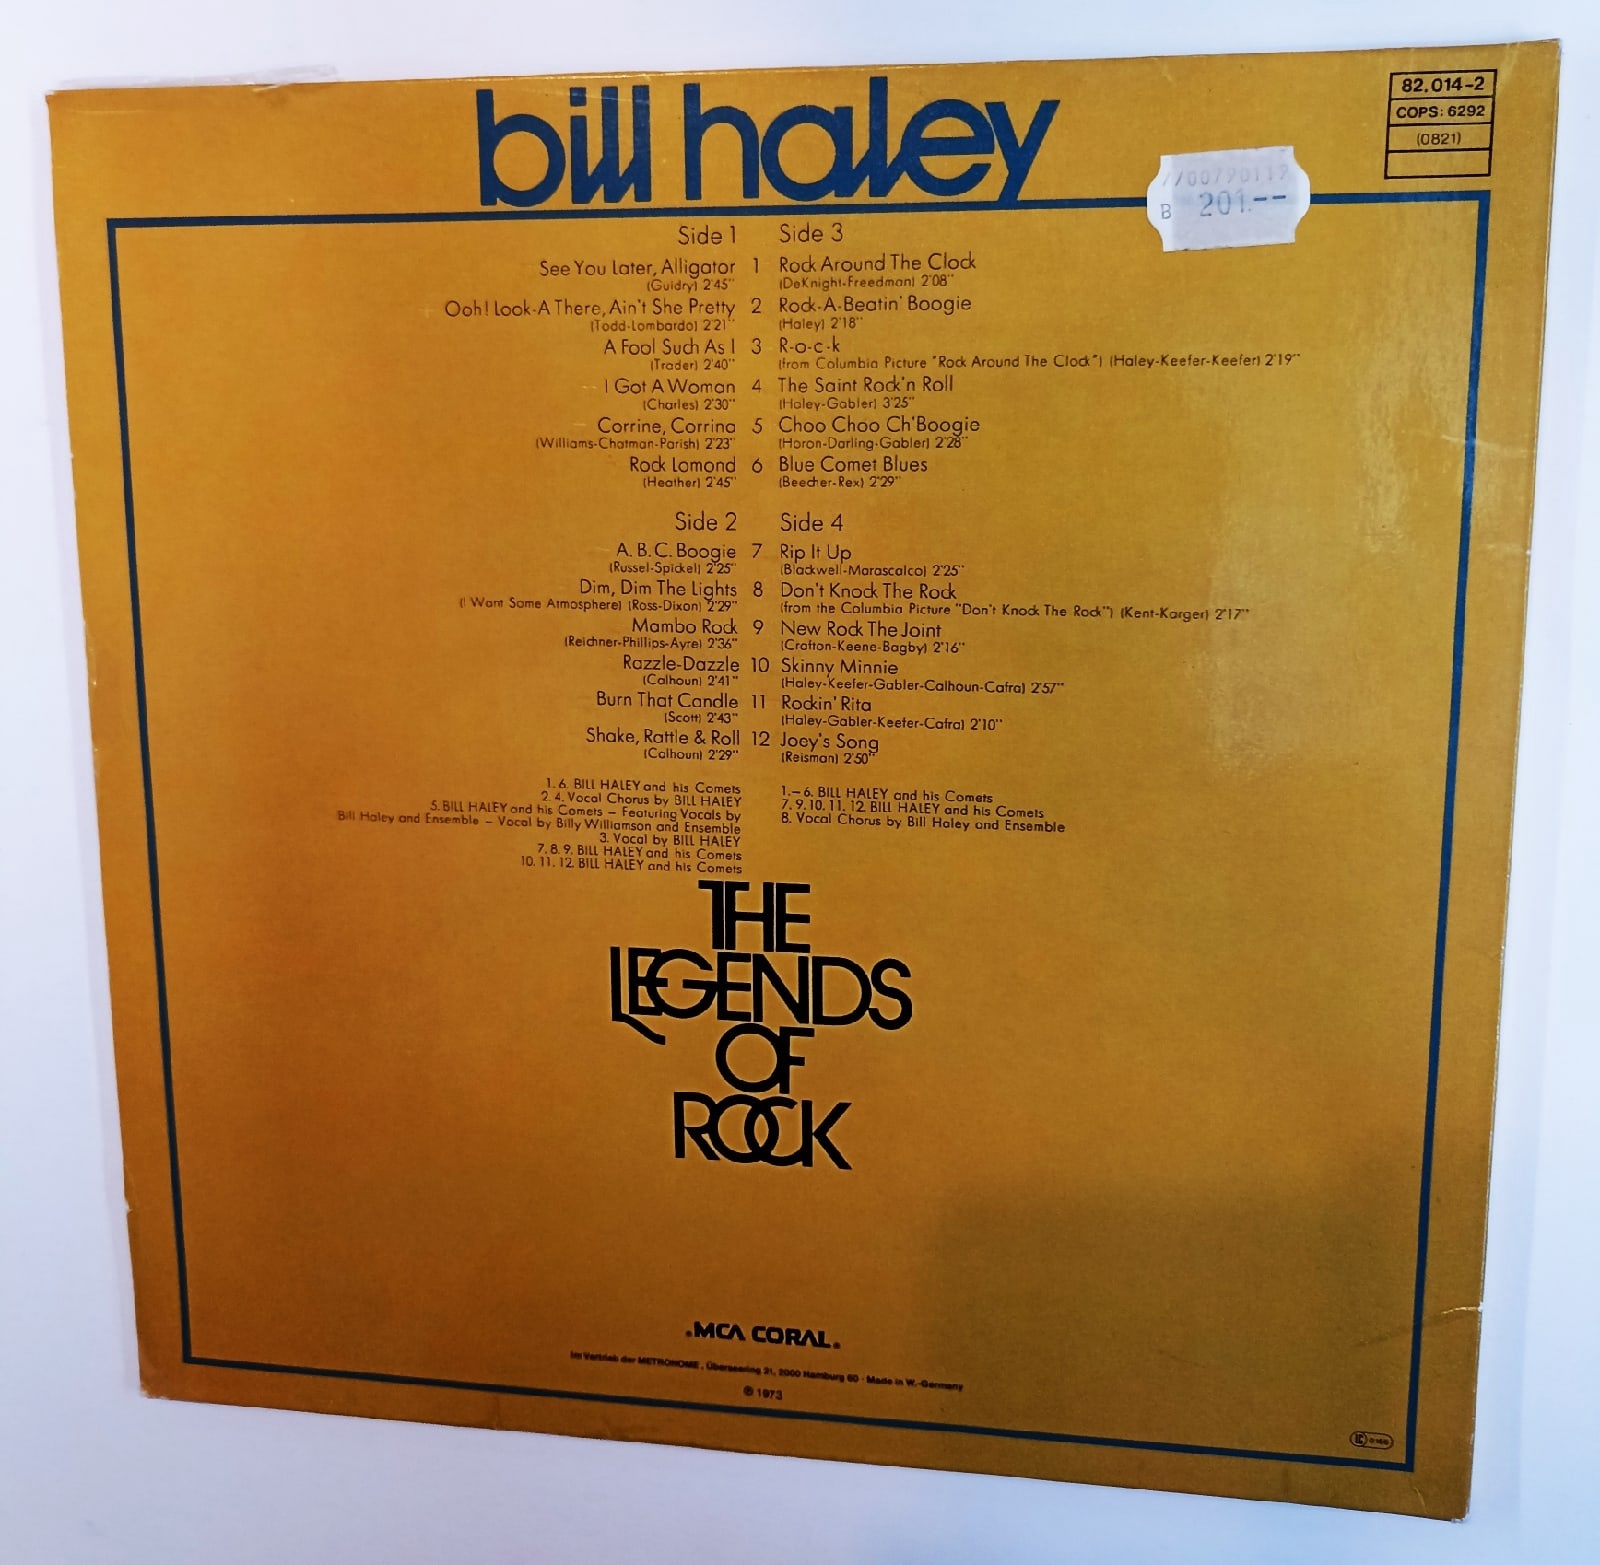 bill haley
82.014-2
COPS: 6292
(0821)
B 201.--
Side 1
See You Later, Alligator 1
(Guidry) 2'45"
Ooh! Look-A There, Ain't She Pretty 2
(Todd-Lombardo) 2'21"
A Fool Such As I 3
(Trader) 2'40"
I Got A Woman 4
(Charles) 2'30"
Corrine, Corrina 5
(Williams-Chatman-Parish) 2'23"
Rock Lomond 6
(Heather) 2'45"
Side 2
A.B.C. Boogie 7
(Russel-Spickel) 2'25"
Dim, Dim The Lights 8
(I Want Some Atmosphere) (Ross-Dixon) 2'29"
Mambo Rock 9
(Reichner-Phillips-Ayre) 2'36"
Razzle-Dazzle 10
(Calhoun) 2'41"
Burn That Candle 11
(Scott) 2'43"
Shake, Rattle & Roll 12
(Calhoun) 2'29"
1. 6. BILL HALEY and his Comets
2. 4. Vocal Chorus by BILL HALEY
5. BILL HALEY and his Comets – Featuring Vocals by
Bill Haley and Ensemble – Vocal by Billy Williamson and Ensemble
3. Vocal by BILL HALEY
7. 8. 9. BILL HALEY and his Comets
10. 11. 12. BILL HALEY and his Comets
Side 3
Rock Around The Clock
(DeKnight-Freedman) 2'08"
Rock-A-Beatin' Boogie
(Haley) 2'18"
R-o-c-k
(from Columbia Picture "Rock Around The Clock") (Haley-Keefer-Keefer) 2'19"
The Saint Rock'n Roll
(Haley-Gabler) 3'25"
Choo Choo Ch'Boogie
(Horon-Darling-Gabler) 2'28"
Blue Comet Blues
(Beecher-Rex) 2'29"
Side 4
Rip It Up
(Blackwell-Marascalco) 2'25"
Don't Knock The Rock
(from the Columbia Picture "Don't Knock The Rock") (Kent-Karger) 2'17"
New Rock The Joint
(Crafton-Keene-Bagby) 2'16"
Skinny Minnie
(Haley-Keefer-Gabler-Calhoun-Cafra) 2'57"
Rockin' Rita
(Haley-Gabler-Keefer-Cafra) 2'10"
Joey's Song
(Reisman) 2'50"
1.– 6. BILL HALEY and his Comets
7. 9. 10. 11. 12. BILL HALEY and his Comets
8. Vocal Chorus by Bill Haley and Ensemble
THE
LEGENDS
OF
ROCK
.MCA CORAL.
Im Vertrieb der METRONOME, Überseering 21, 2000 Hamburg 60 · Made in W.-Germany
℗ 1973